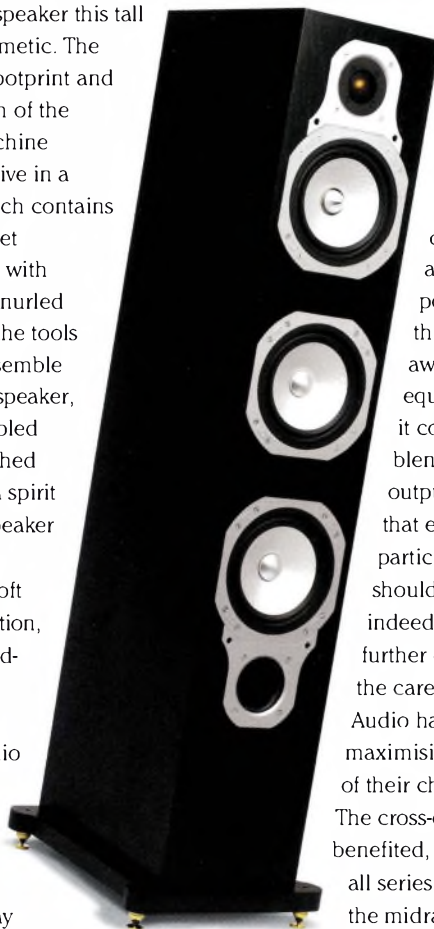 speaker this tall
metic. The
ootprint and
n of the
chine
ive in a
ch contains
et
with
nurled
he tools
semble
speaker,
bled
hed
spirit
eaker
oft
tion,
d-
io
a
pe
th
aw
equ
it co
blen
outp
that e
partic
should
indeed
further
the care
Audio ha
maximisi
of their ch
The cross-
benefited,
all series
the midra